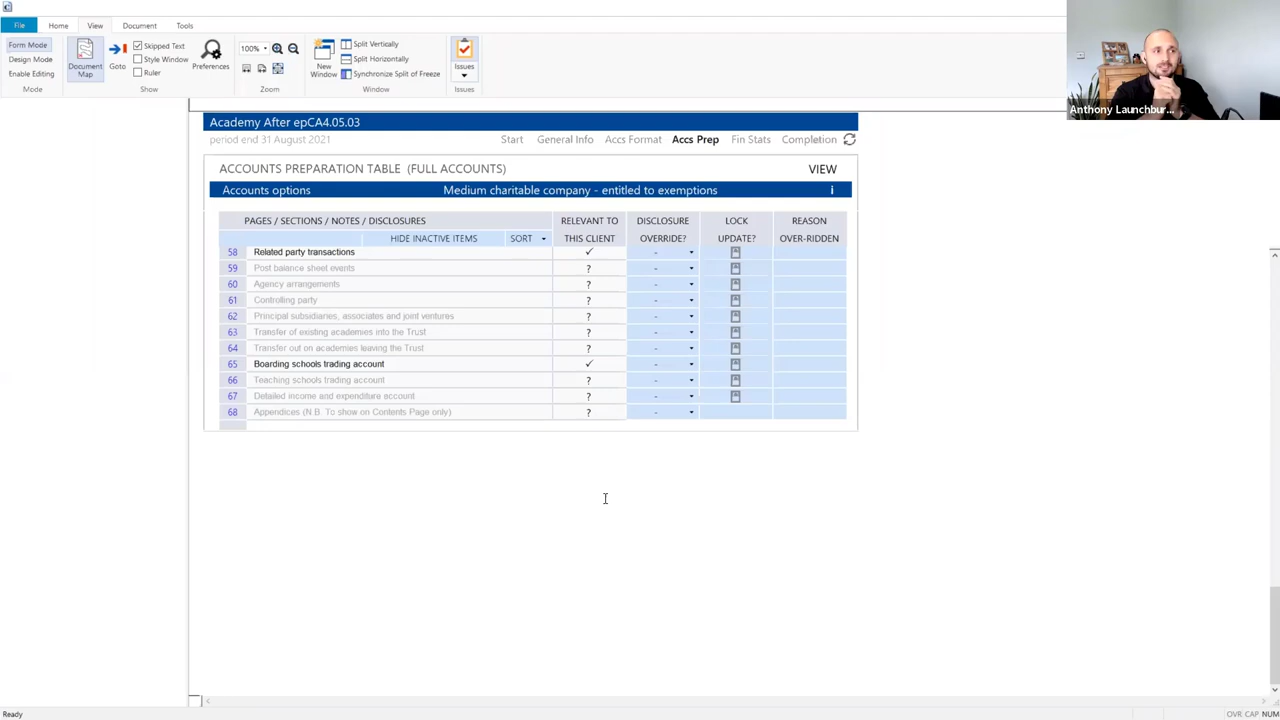 File Home View Document Tools
Form Mode
Design Mode
Enable Editing
Mode
Document Map
Goto
Skipped Text
Style Window
Ruler
Show
Preferences
100%
Zoom
New Window
Split Vertically
Split Horizontally
Synchronize Split of Freeze
Window
Issues
Issues
Anthony Launchbur...
Academy After epCA4.05.03
period end 31 August 2021
Start General Info Accs Format Accs Prep Fin Stats Completion
ACCOUNTS PREPARATION TABLE (FULL ACCOUNTS) VIEW
Accounts options Medium charitable company - entitled to exemptions i
PAGES / SECTIONS / NOTES / DISCLOSURES RELEVANT TO DISCLOSURE LOCK REASON
HIDE INACTIVE ITEMS SORT THIS CLIENT OVERRIDE? UPDATE? OVER-RIDDEN
58 Related party transactions ✓ -
59 Post balance sheet events ? -
60 Agency arrangements ? -
61 Controlling party ? -
62 Principal subsidiaries, associates and joint ventures ? -
63 Transfer of existing academies into the Trust ? -
64 Transfer out on academies leaving the Trust ? -
65 Boarding schools trading account ✓ -
66 Teaching schools trading account ? -
67 Detailed income and expenditure account ? -
68 Appendices (N.B. To show on Contents Page only) ? -
Ready OVR CAP NUM